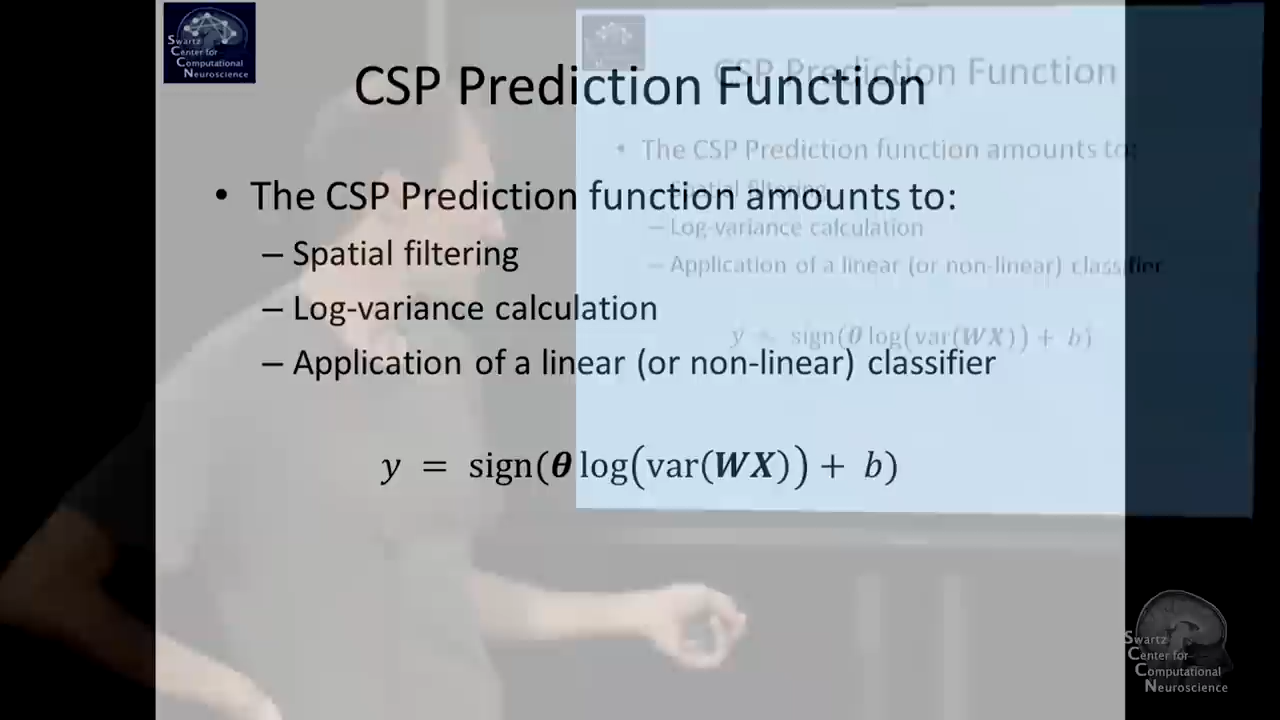 Swartz
Center for
Computational
Neuroscience
CSP Prediction Function
• The CSP Prediction function amounts to:
– Spatial filtering
– Log-variance calculation
– Application of a linear (or non-linear) classifier
y = sign(θ log(var(WX)) + b)
CSP Prediction Function
• The CSP Prediction function amounts to:
– Spatial filtering
– Log-variance calculation
– Application of a linear (or non-linear) classifier
y = sign(θ log(var(WX)) + b)
Swartz
Center for
Computational
Neuroscience